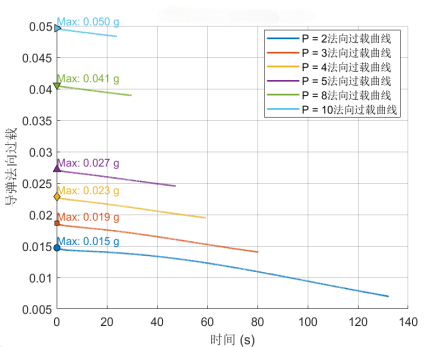 0.05
0.045
0.04
0.035
0.03
0.025
0.02
0.015
0.01
0.005
导弹法向过载
Max: 0.050 g
Max: 0.041 g
Max: 0.027 g
Max: 0.023 g
Max: 0.019 g
Max: 0.015 g
P = 2法向过载曲线
P = 3法向过载曲线
P = 4法向过载曲线
P = 5法向过载曲线
P = 8法向过载曲线
P = 10法向过载曲线
0 20 40 60 80 100 120 140
时间 (s)